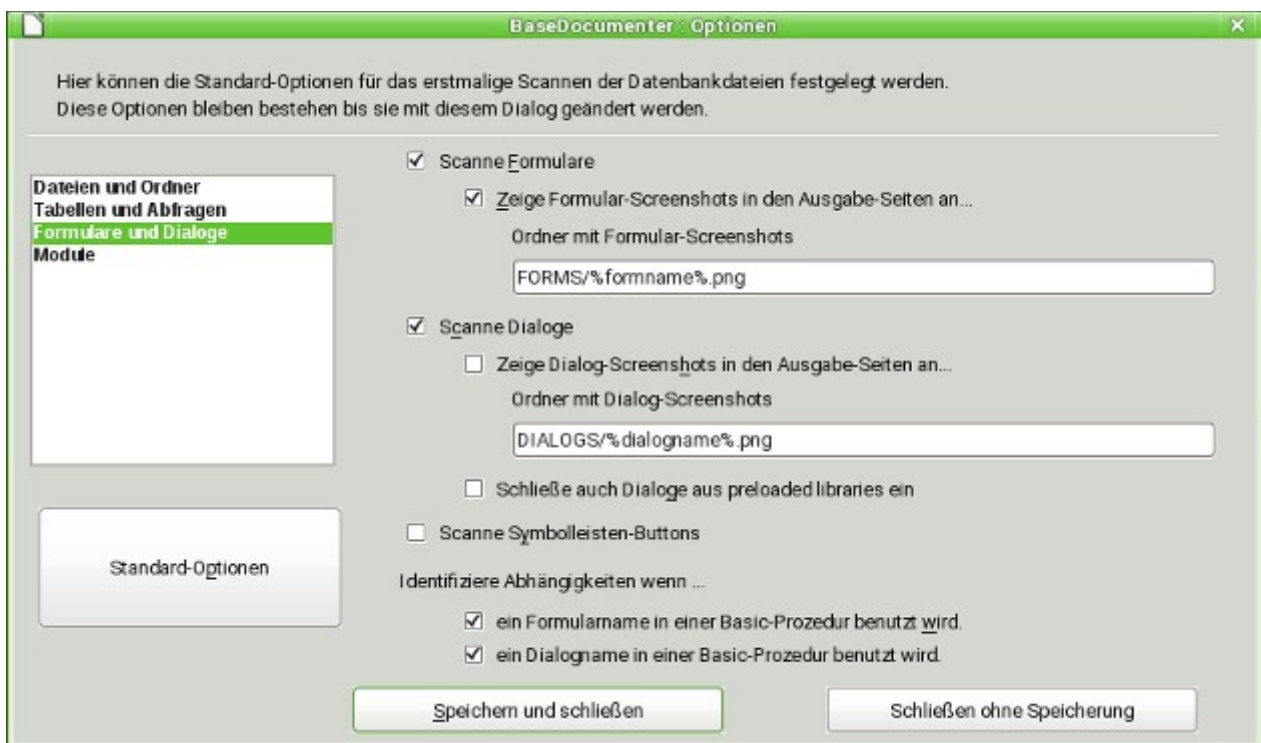 BaseDocumenter : Optionen
Hier können die Standard-Optionen für das erstmalige Scannen der Datenbankdateien festgelegt werden.
Diese Optionen bleiben bestehen bis sie mit diesem Dialog geändert werden.
Dateien und Ordner
Tabellen und Abfragen
Formulare und Dialoge
Module
Standard-Optionen
Scanne Formulare
Zeige Formular-Screenshots in den Ausgabe-Seiten an...
Ordner mit Formular-Screenshots
FORMS/%formname%.png
Scanne Dialoge
Zeige Dialog-Screenshots in den Ausgabe-Seiten an...
Ordner mit Dialog-Screenshots
DIALOGS/%dialogname%.png
Schließe auch Dialoge aus preloaded libraries ein
Scanne Symbolleisten-Buttons
Identifiziere Abhängigkeiten wenn ...
ein Formularname in einer Basic-Prozedur benutzt wird.
ein Dialogname in einer Basic-Prozedur benutzt wird.
Speichern und schließen
Schließen ohne Speicherung